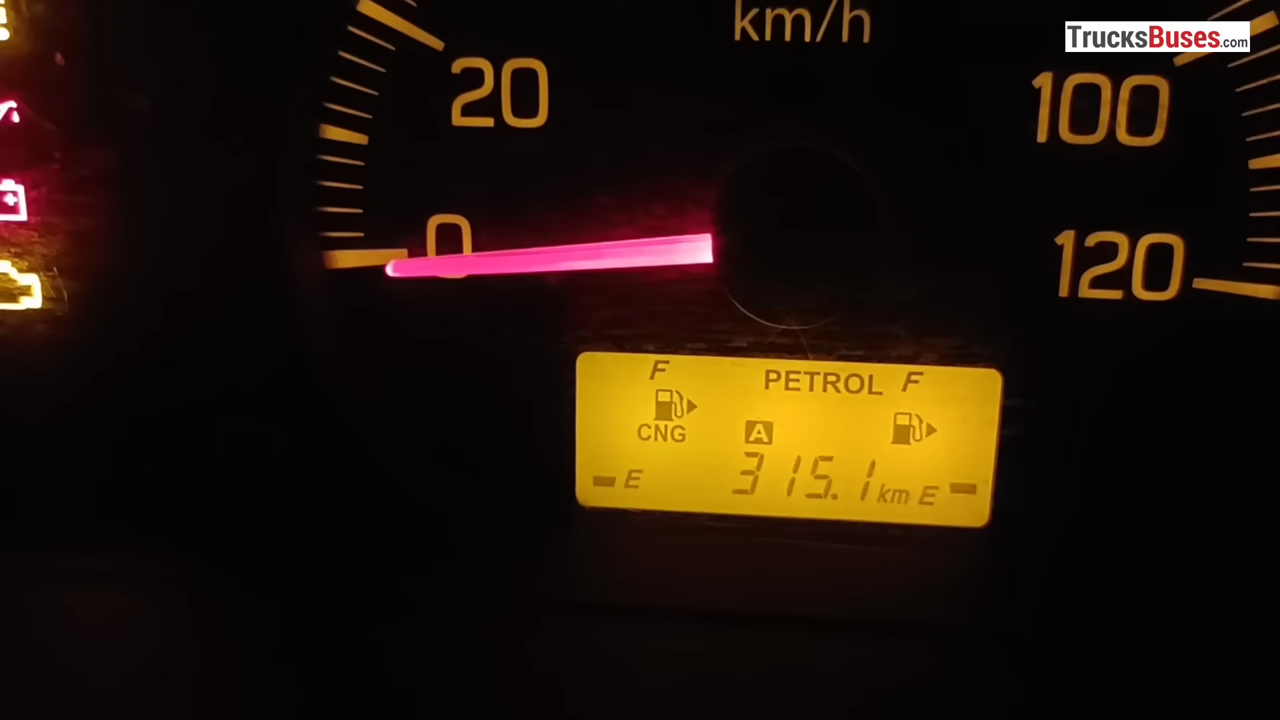 km/h
TrucksBuses.com
20
100
0
120
F
PETROL F
CNG
A
E
315.1 km E